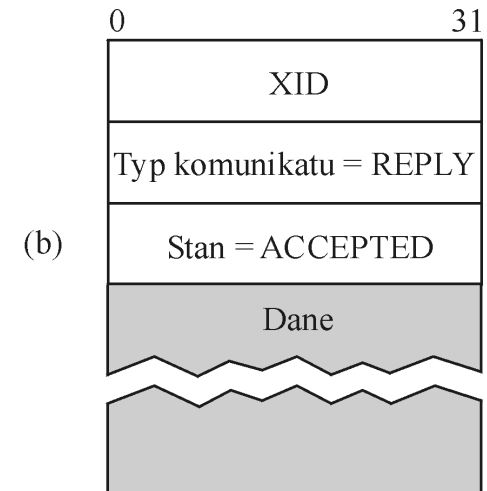 0 31
XID
Typ komunikatu = REPLY
(b) Stan = ACCEPTED
Dane